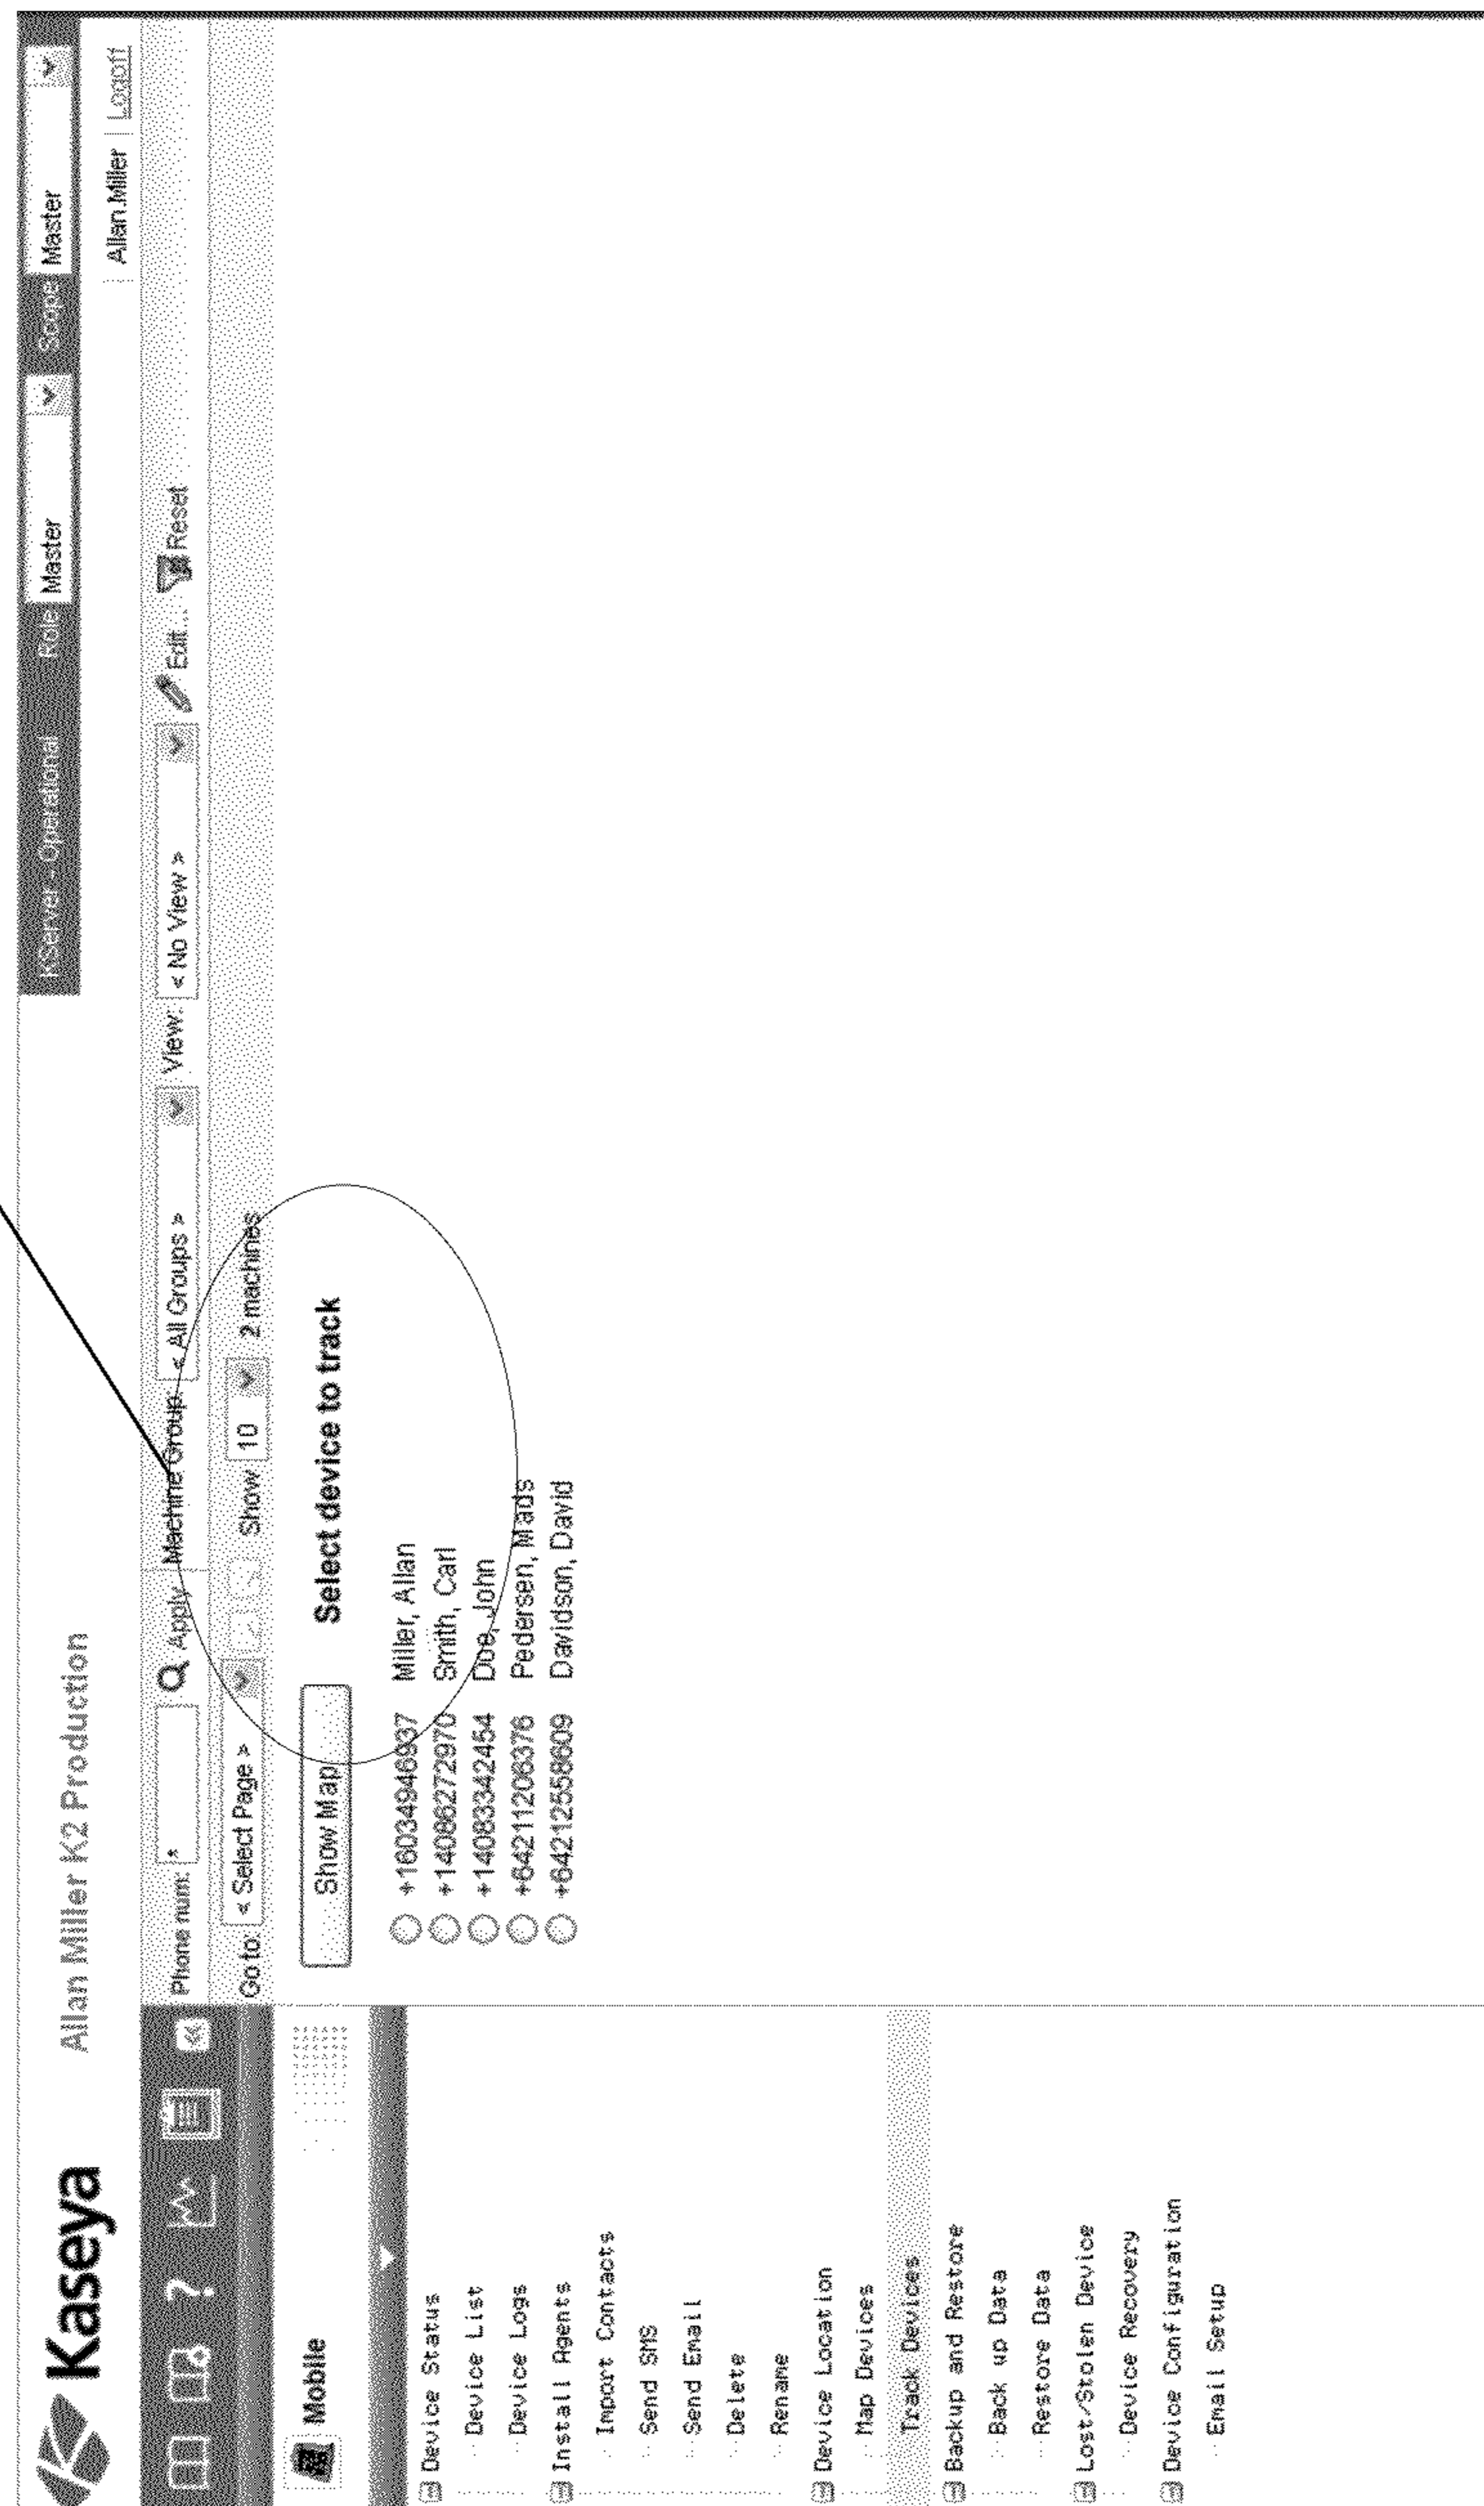 Kaseya
Allan Miller K2 Production
KServer - Operational Role Master Scope Master
Allan.Miller Logoff
Phone num: * Apply Machine Group: < All Groups > View: < No View > Edit... Reset
Go to: < Select Page > Show 10 2 machines
Mobile
Show Map Select device to track
+16034946937 Miller, Allan
+14086272970 Smith, Carl
+14083342454 Doe, John
+64211206376 Pedersen, Mads
+64212558609 Davidson, David
Device Status
Device List
Device Logs
Install Agents
Import Contacts
Send SMS
Send Email
Delete
Rename
Device Location
Map Devices
Track Devices
Backup and Restore
Back up Data
Restore Data
Lost/Stolen Device
Device Recovery
Device Configuration
Email Setup